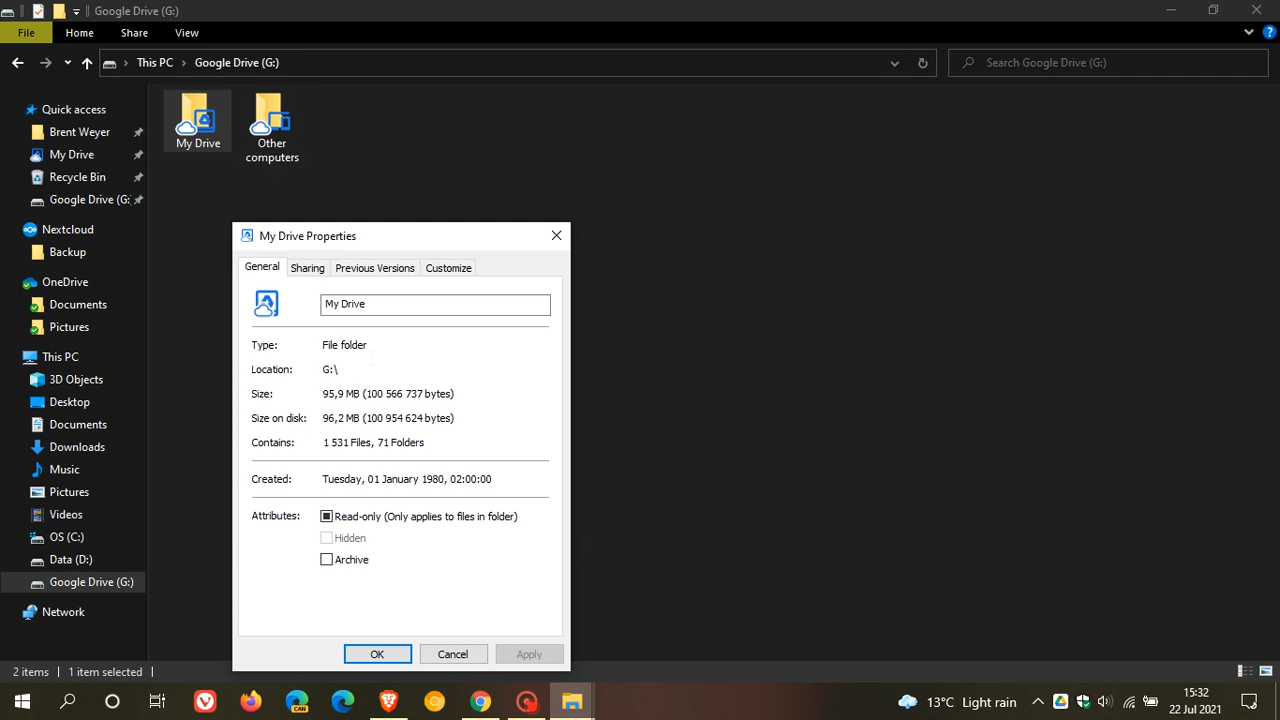 Google Drive (G:)
File Home Share View
This PC Google Drive (G:)
Search Google Drive (G:)
Quick access
Brent Weyer
My Drive
Recycle Bin
Google Drive (G:
Nextcloud
Backup
OneDrive
Documents
Pictures
This PC
3D Objects
Desktop
Documents
Downloads
Music
Pictures
Videos
OS (C:)
Data (D:)
Google Drive (G:)
Network
My Drive
Other
computers
My Drive Properties
General Sharing Previous Versions Customize
My Drive
Type: File folder
Location: G:\
Size: 95,9 MB (100 566 737 bytes)
Size on disk: 96,2 MB (100 954 624 bytes)
Contains: 1 531 Files, 71 Folders
Created: Tuesday, 01 January 1980, 02:00:00
Attributes: Read-only (Only applies to files in folder)
Hidden
Archive
OK Cancel Apply
2 items 1 item selected
CAN
13°C Light rain
15:32
22 Jul 2021